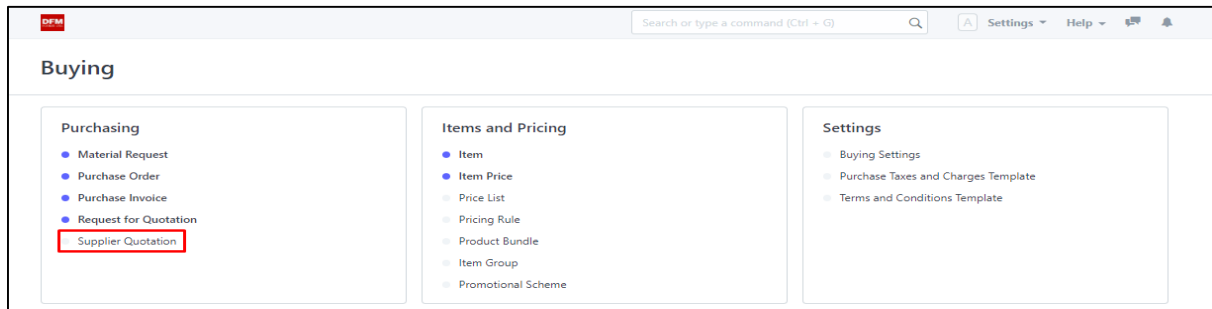 DFM
Search or type a command (Ctrl + G)
A Settings Help
Buying
Purchasing
Material Request
Purchase Order
Purchase Invoice
Request for Quotation
Supplier Quotation
Items and Pricing
Item
Item Price
Price List
Pricing Rule
Product Bundle
Item Group
Promotional Scheme
Settings
Buying Settings
Purchase Taxes and Charges Template
Terms and Conditions Template